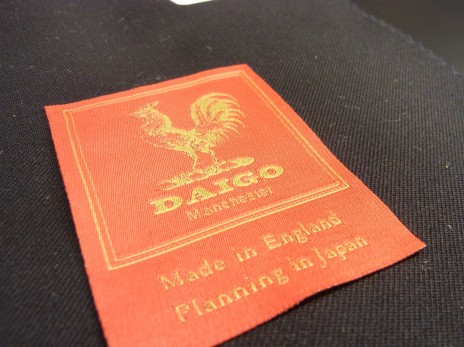 DAIGO
Manchester
Made in England
Planning in Japan